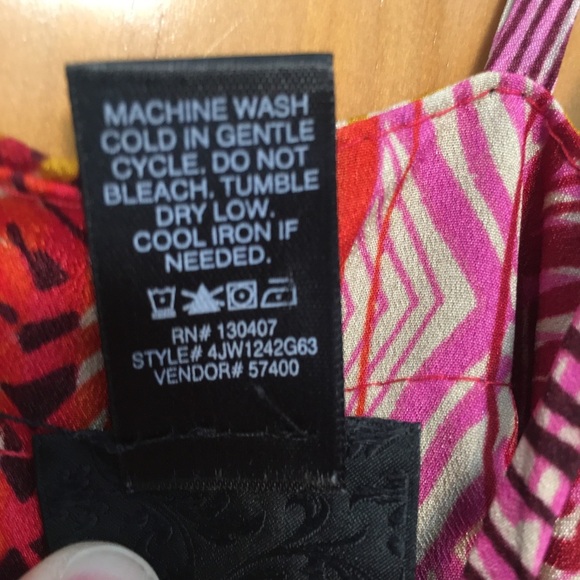 MACHINE WASH
COLD IN GENTLE
CYCLE. DO NOT
BLEACH. TUMBLE
DRY LOW.
COOL IRON IF
NEEDED.
RN# 130407
STYLE# 4JW1242G63
VENDOR# 57400